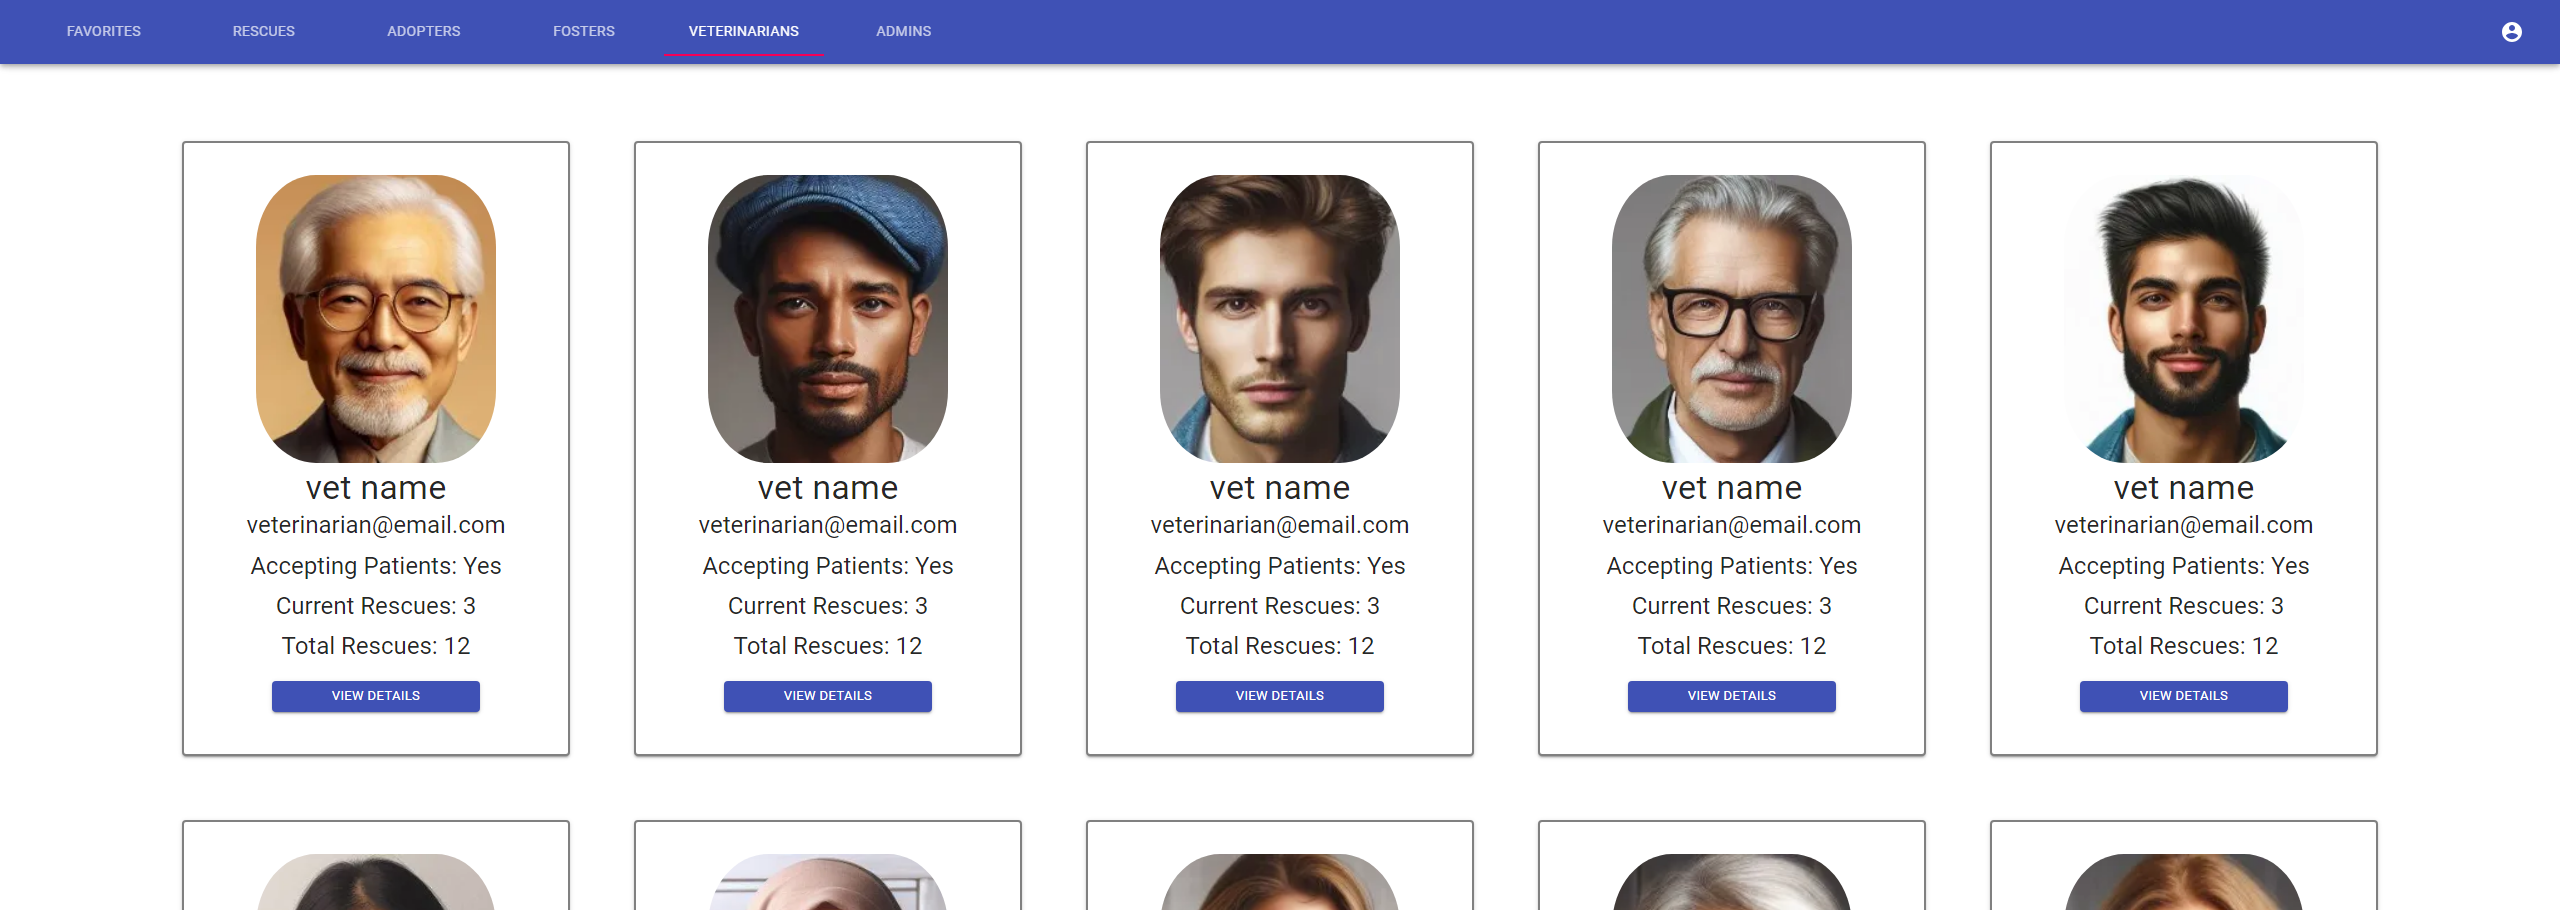 FAVORITES RESCUES ADOPTERS FOSTERS VETERINARIANS ADMINS
vet name
veterinarian@email.com
Accepting Patients: Yes
Current Rescues: 3
Total Rescues: 12
VIEW DETAILS
vet name
veterinarian@email.com
Accepting Patients: Yes
Current Rescues: 3
Total Rescues: 12
VIEW DETAILS
vet name
veterinarian@email.com
Accepting Patients: Yes
Current Rescues: 3
Total Rescues: 12
VIEW DETAILS
vet name
veterinarian@email.com
Accepting Patients: Yes
Current Rescues: 3
Total Rescues: 12
VIEW DETAILS
vet name
veterinarian@email.com
Accepting Patients: Yes
Current Rescues: 3
Total Rescues: 12
VIEW DETAILS